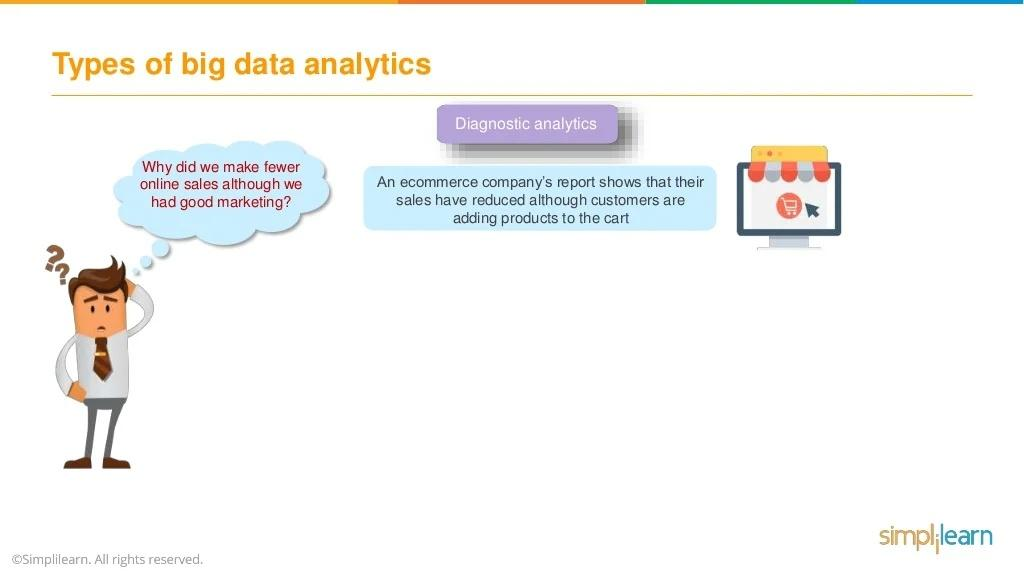 Types of big data analytics
Diagnostic analytics
Why did we make fewer
online sales although we
had good marketing?
An ecommerce company's report shows that their
sales have reduced although customers are
adding products to the cart
??
simplilearn
©Simplilearn. All rights reserved.